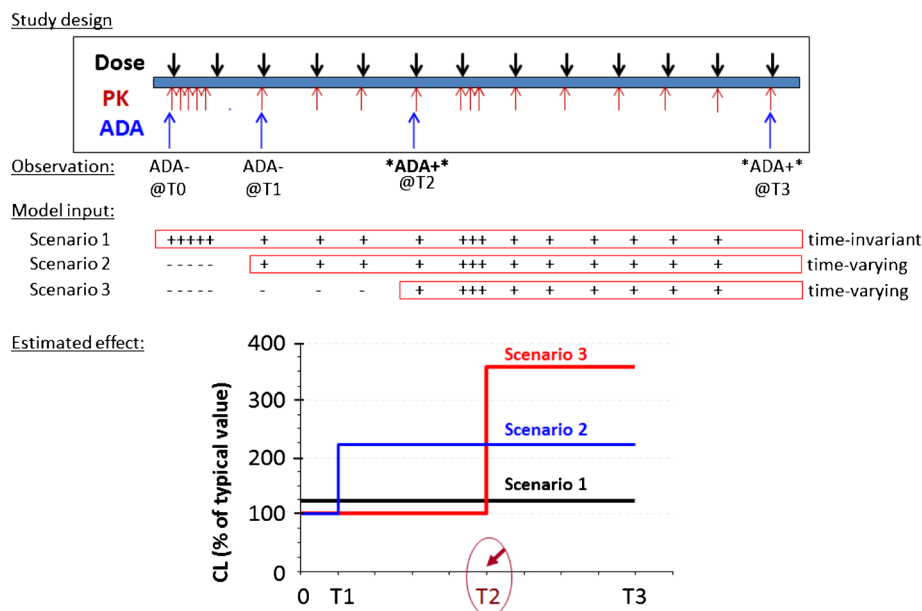 Study design
Dose
PK
ADA
Observation: ADA- ADA- *ADA+* *ADA+*
@T0 @T1 @T2 @T3
Model input:
Scenario 1 +++++ + + + + +++ + + + + + time-invariant
Scenario 2 ----- + + + + +++ + + + + + time-varying
Scenario 3 ----- - - - + +++ + + + + + time-varying
Estimated effect:
CL (% of typical value)
400
300
200
100
0
Scenario 3
Scenario 2
Scenario 1
0 T1 T2 T3